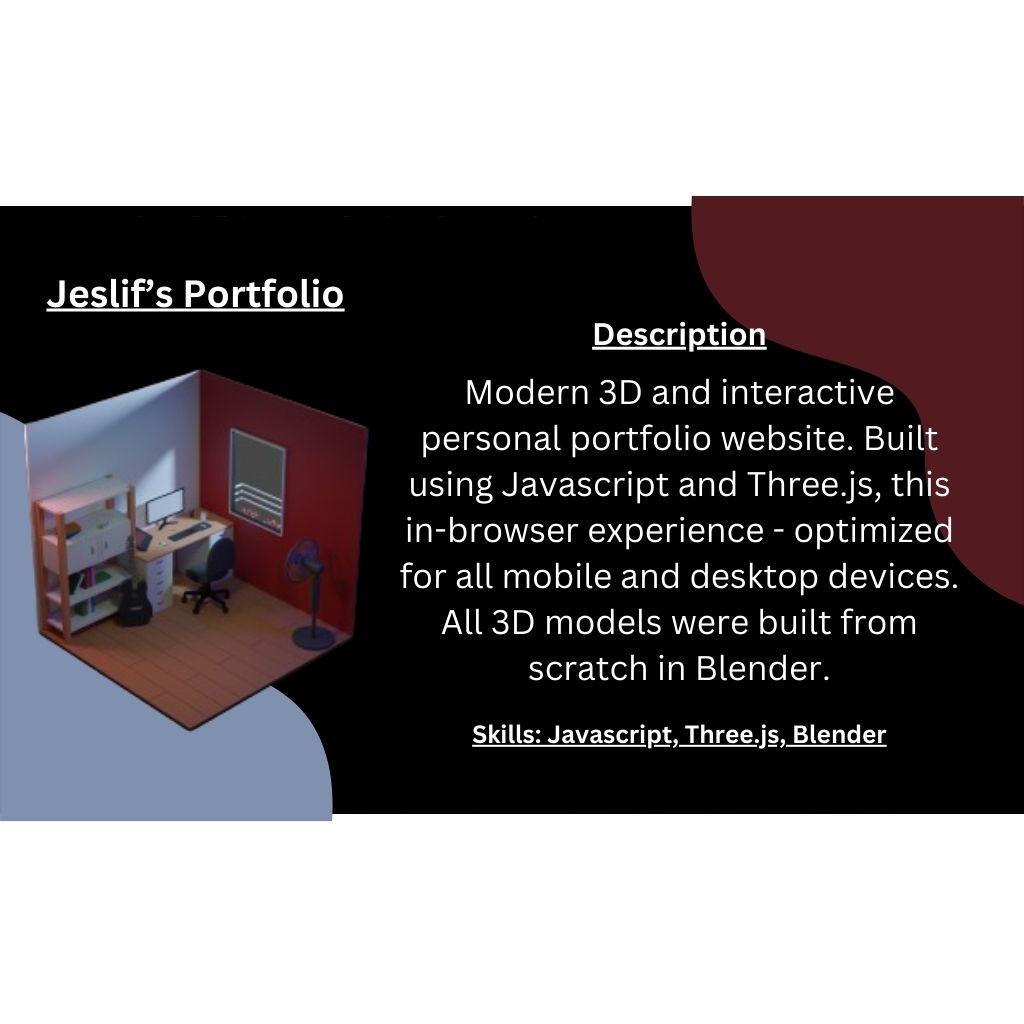 Jeslif’s Portfolio
Description
Modern 3D and interactive
personal portfolio website. Built
using Javascript and Three.js, this
in-browser experience - optimized
for all mobile and desktop devices.
All 3D models were built from
scratch in Blender.
Skills: Javascript, Three.js, Blender